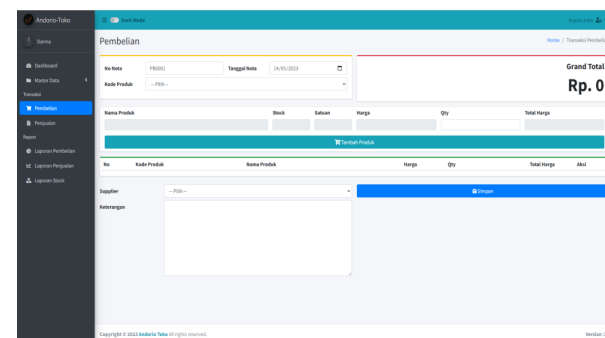 Andorio-Toko
Dark Mode
Darma
Pembelian
Home / Transaksi Pembelia
Dashboard
Master Data
Transaksi
Pembelian
Penjualan
Report
Laporan Pembelian
Laporan Penjualan
Laporan Stock
No Nota
PB0001
Tanggal Nota
14/05/2023
Kode Produk
-- Pilih --
Grand Total
Rp. 0
Nama Produk Stock Satuan Harga Qty Total Harga
Tambah Produk
No Kode Produk Nama Produk Harga Qty Total Harga Aksi
Supplier
-- Pilih --
Simpan
Keterangan
Copyright © 2023 Andorio Toko All rights reserved.
Version